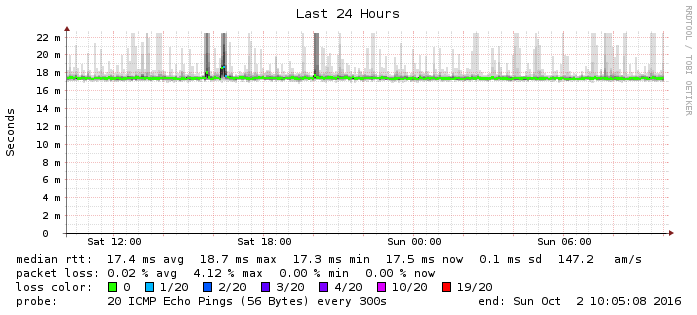 Last 24 Hours
RRDTOOL / TOBI OETIKER
Seconds
22 m
20 m
18 m
16 m
14 m
12 m
10 m
8 m
6 m
4 m
2 m
0
Sat 12:00 Sat 18:00 Sun 00:00 Sun 06:00
median rtt: 17.4 ms avg 18.7 ms max 17.3 ms min 17.5 ms now 0.1 ms sd 147.2 am/s
packet loss: 0.02 % avg 4.12 % max 0.00 % min 0.00 % now
loss color: 0 1/20 2/20 3/20 4/20 10/20 19/20
probe: 20 ICMP Echo Pings (56 Bytes) every 300s end: Sun Oct 2 10:05:08 2016